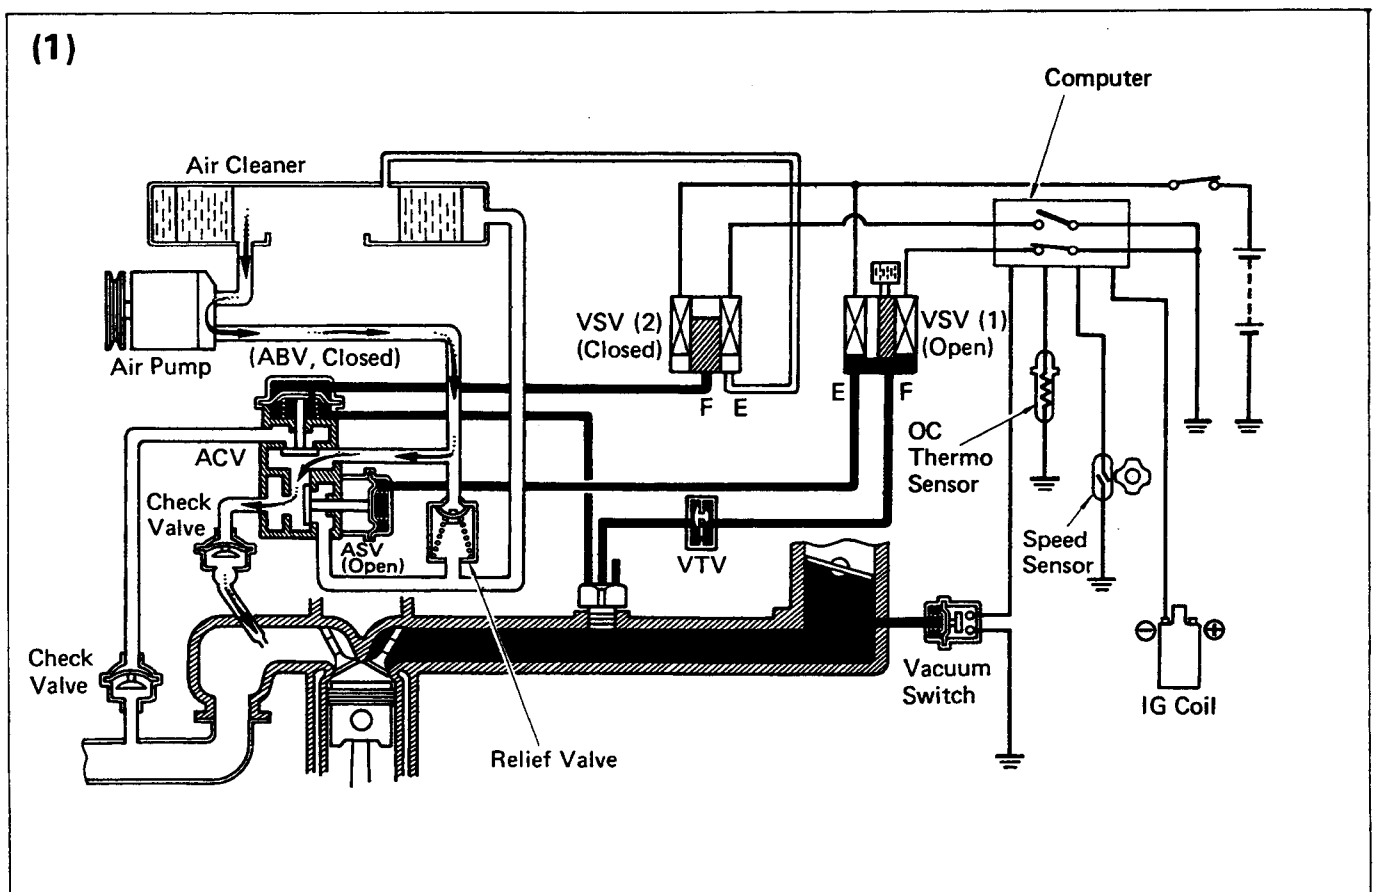 (1)
Computer
Air Cleaner
VSV (2)
(Closed)
VSV (1)
(Open)
(ABV, Closed)
Air Pump
F E
E F
OC
Thermo
Sensor
ACV
Check
Valve
ASV
(Open)
VTV
Speed
Sensor
Check
Valve
Vacuum
Switch
⊖ ⊕
IG Coil
Relief Valve